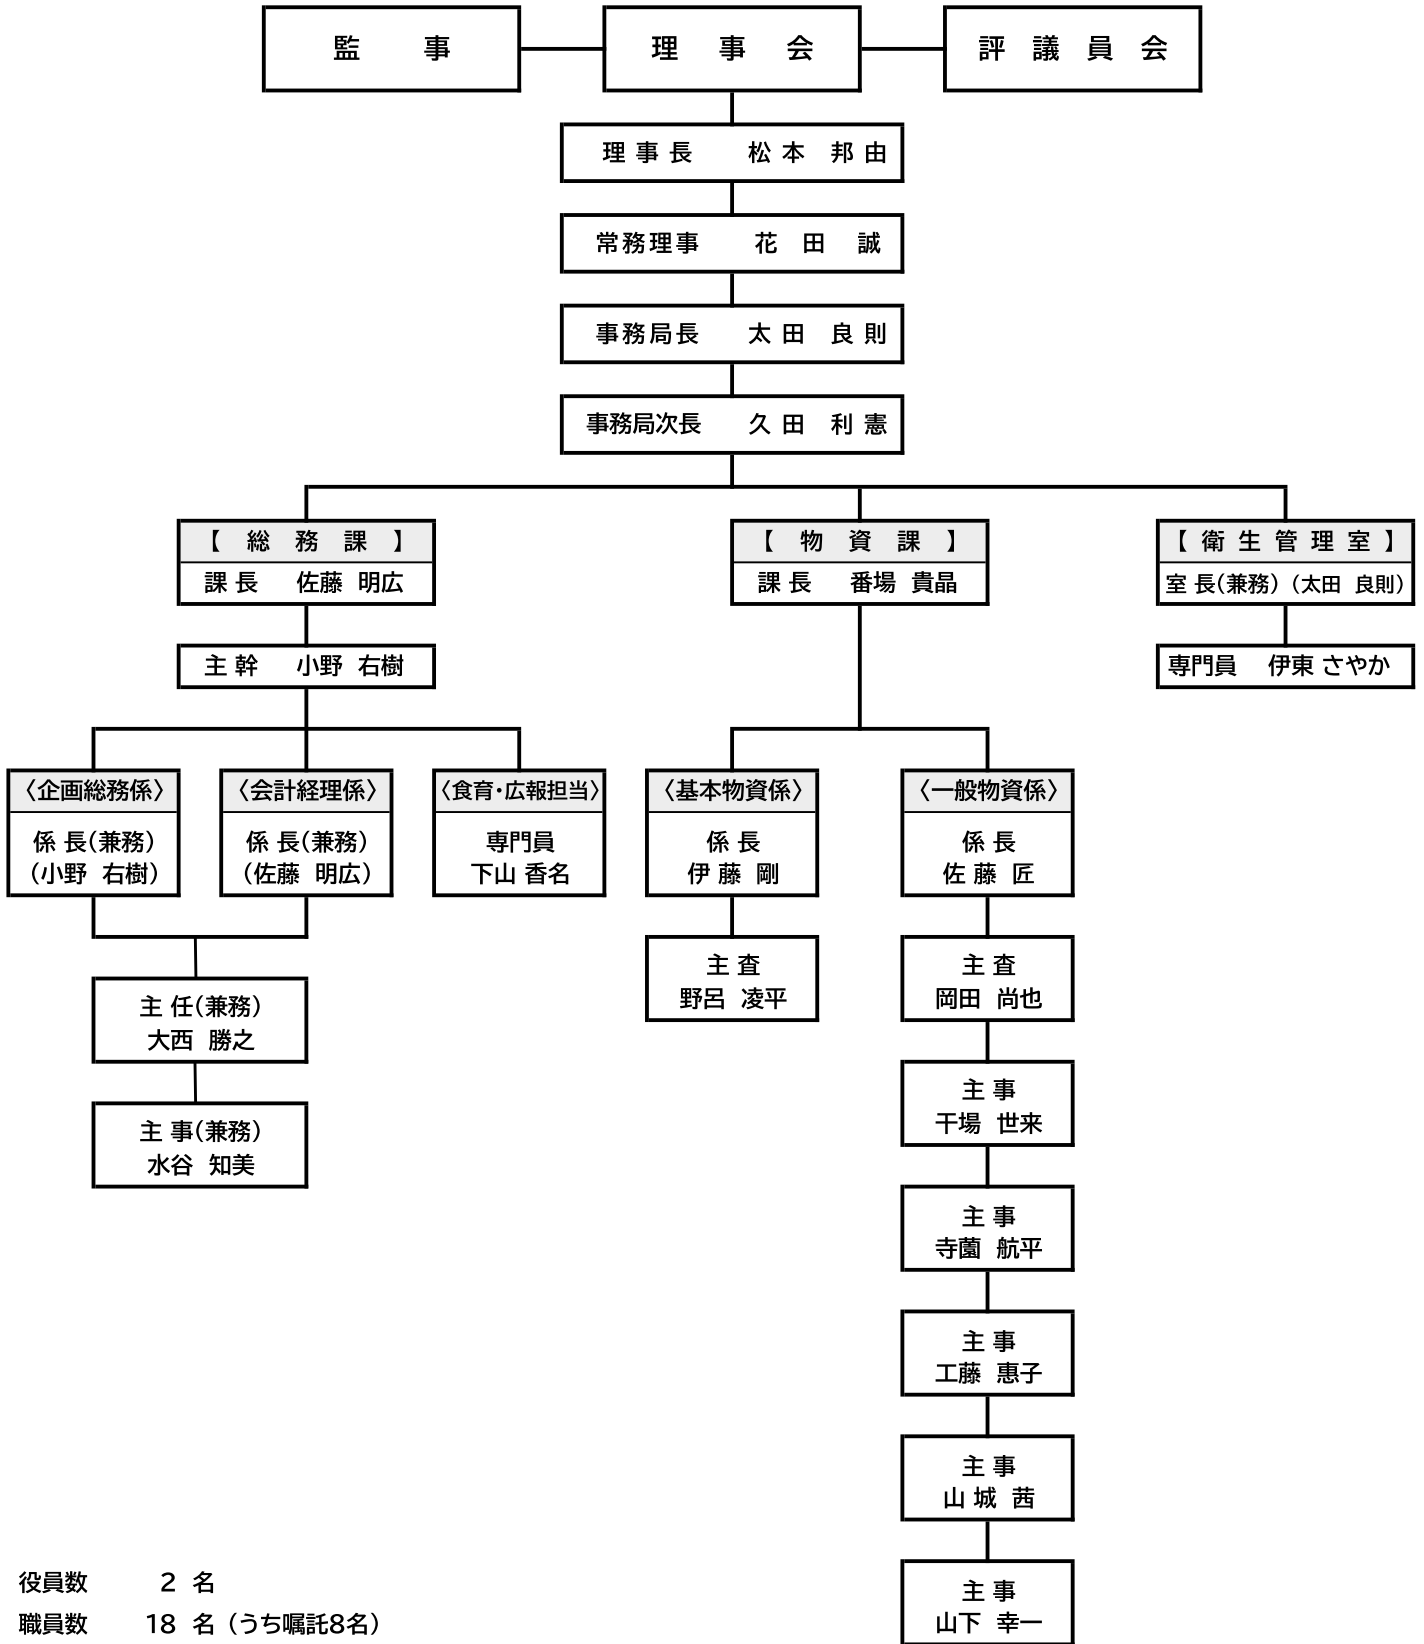 監　事
理　事　会
評　議　員　会
理 事 長　松 本　邦 由
常務理事　花　田　誠
事務局長　太 田　良 則
事務局次長　久 田　利 憲
【　総　務　課　】
課 長　佐藤　明広
主 幹　小野　右樹
【　物　資　課　】
課 長　番場　貴晶
【 衛 生 管 理 室 】
室 長(兼務)（太田　良則）
専門員　伊東 さやか
〈企画総務係〉
係 長(兼務)
（小野　右樹）
〈会計経理係〉
係 長(兼務)
（佐藤　明広）
〈食育・広報担当〉
専門員
下山 香名
主 任(兼務)
大西　勝之
主 事(兼務)
水谷　知美
〈基本物資係〉
係 長
伊 藤　剛
主 査
野呂　凌平
〈一般物資係〉
係 長
佐 藤　匠
主 査
岡田　尚也
主 事
干場　世来
主 事
寺薗　航平
主 事
工藤　惠子
主 事
山 城　茜
主 事
山下　幸一
役員数　2　名
職員数　18　名（うち嘱託8名）